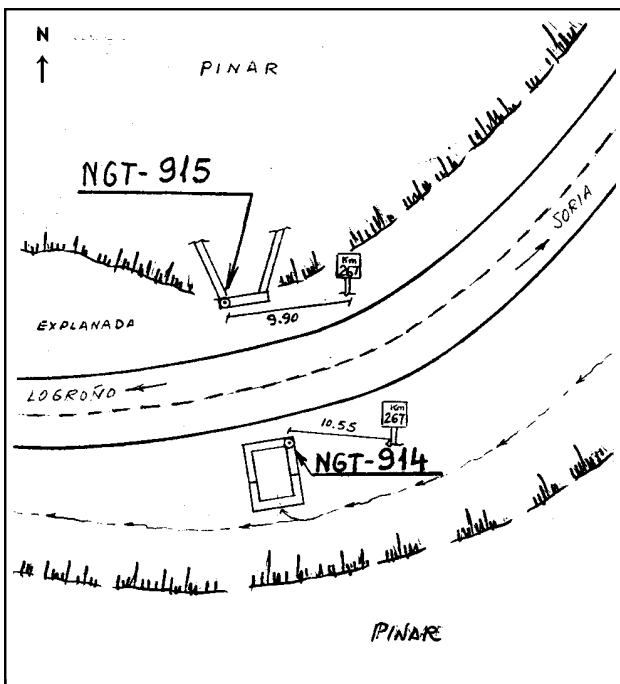 N
PINAR
NGT-915
SORIA
Km
267
9.90
EXPLANADA
LOGROÑO
Km
267
10.55
NGT-914
PINAR